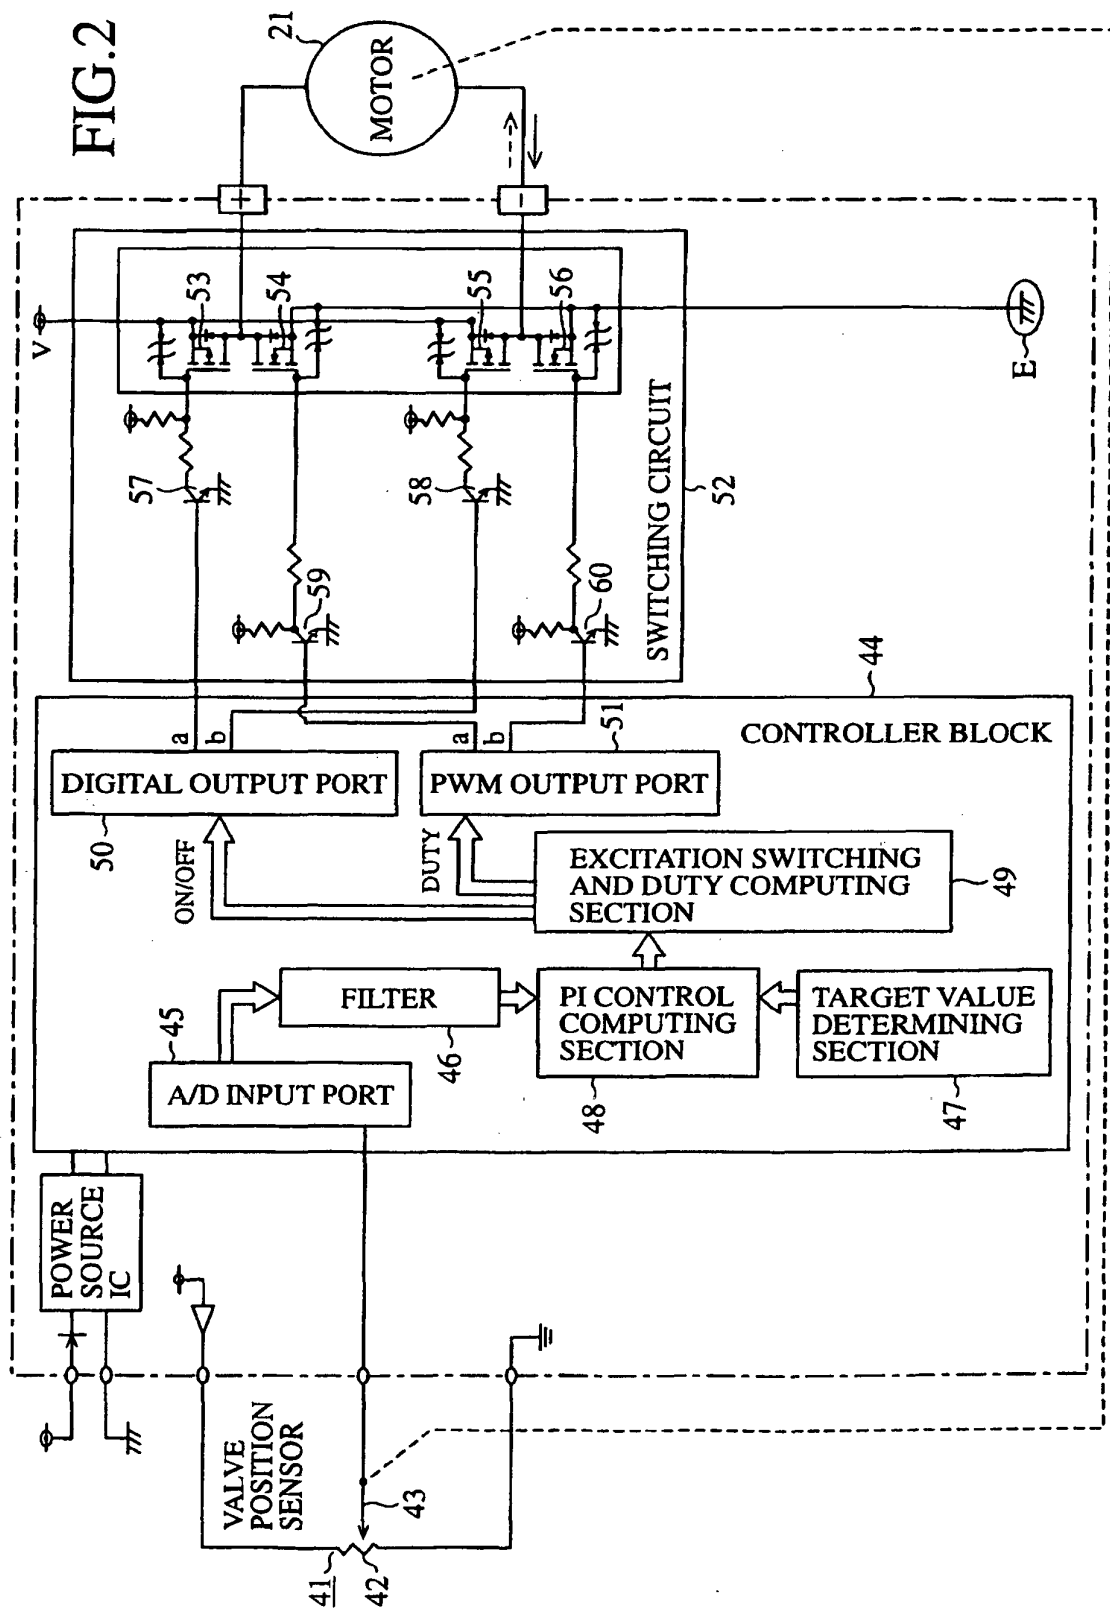 FIG.2
VALVE
POSITION
SENSOR
41
42
43
POWER
SOURCE
IC
A/D INPUT PORT
45
FILTER
46
PI CONTROL
COMPUTING
SECTION
48
TARGET VALUE
DETERMINING
SECTION
47
EXCITATION SWITCHING
AND DUTY COMPUTING
SECTION
49
ON/OFF
DUTY
DIGITAL OUTPUT PORT
50
a
b
PWM OUTPUT PORT
51
a
b
CONTROLLER BLOCK
44
57
59
58
60
53
54
55
56
SWITCHING CIRCUIT
52
V
E
+
-
MOTOR
21